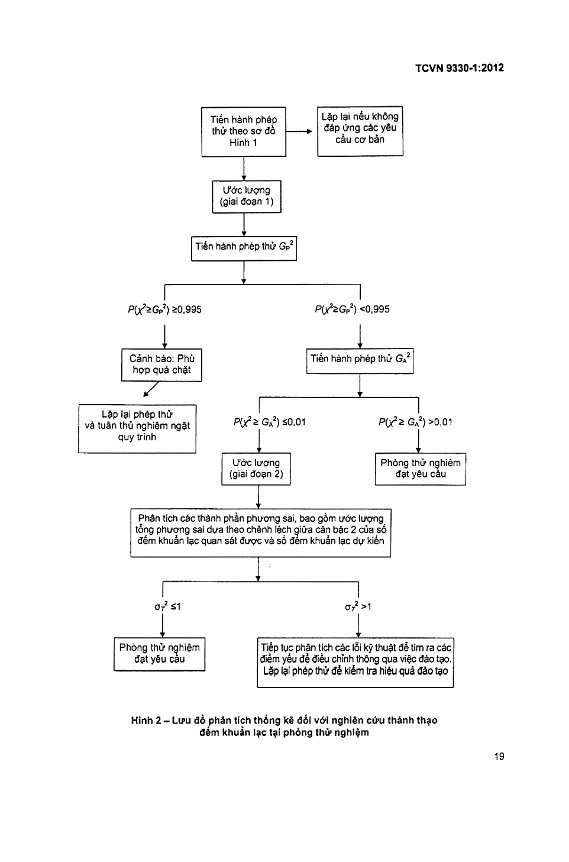 TCVN 9330-1:2012
Tiến hành phép
thử theo sơ đồ
Hình 1
Lặp lại nếu không
đáp ứng các yêu
cầu cơ bản
Ước lượng
(giai đoạn 1)
Tiến hành phép thử G_P²
P(χ²≥G_P²) ≥0,995
P(χ²≥G_P²) <0,995
Cảnh báo: Phù
hợp quá chặt
Tiến hành phép thử G_A²
Lặp lại phép thử
và tuân thủ nghiêm ngặt
quy trình
P(χ²≥ G_A²) ≤0,01
P(χ²≥ G_A²) >0,01
Ước lượng
(giai đoạn 2)
Phòng thử nghiệm
đạt yêu cầu
Phân tích các thành phần phương sai, bao gồm ước lượng
tổng phương sai dựa theo chênh lệch giữa căn bậc 2 của số
đếm khuẩn lạc quan sát được và số đếm khuẩn lạc dự kiến
σ_T² ≤1
σ_T² >1
Phòng thử nghiệm
đạt yêu cầu
Tiếp tục phân tích các lỗi kỹ thuật để tìm ra các
điểm yếu để điều chỉnh thông qua việc đào tạo.
Lặp lại phép thử để kiểm tra hiệu quả đào tạo
Hình 2 – Lưu đồ phân tích thống kê đối với nghiên cứu thành thạo
đếm khuẩn lạc tại phòng thử nghiệm
19